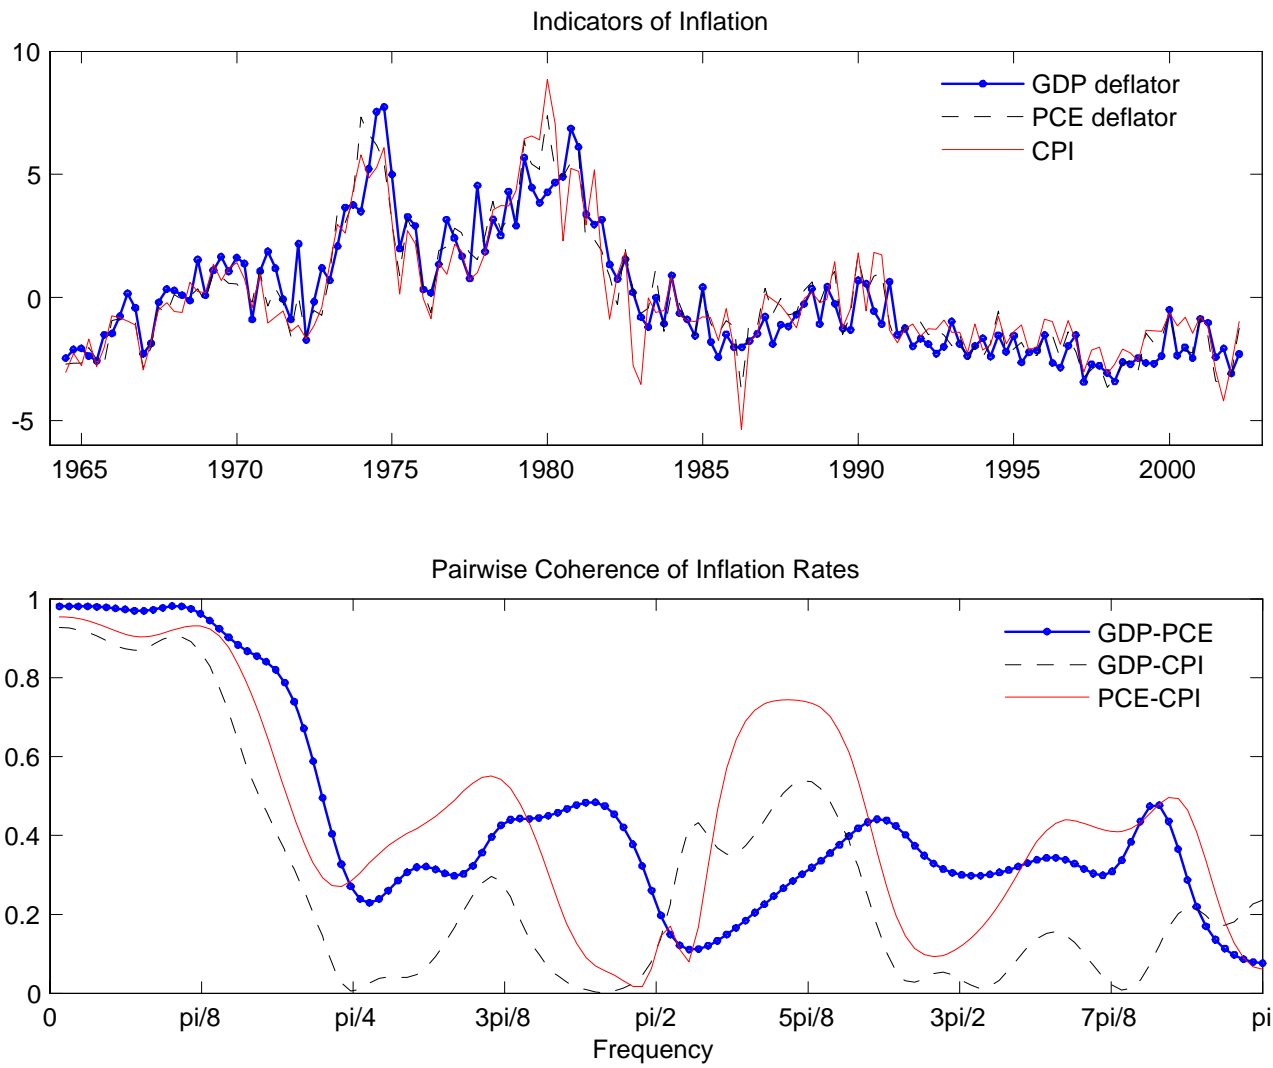 Indicators of Inflation
10
5
0
-5
GDP deflator
PCE deflator
CPI
1965 1970 1975 1980 1985 1990 1995 2000
Pairwise Coherence of Inflation Rates
1
0.8
0.6
0.4
0.2
0
GDP-PCE
GDP-CPI
PCE-CPI
0 pi/8 pi/4 3pi/8 pi/2 5pi/8 3pi/2 7pi/8 pi
Frequency